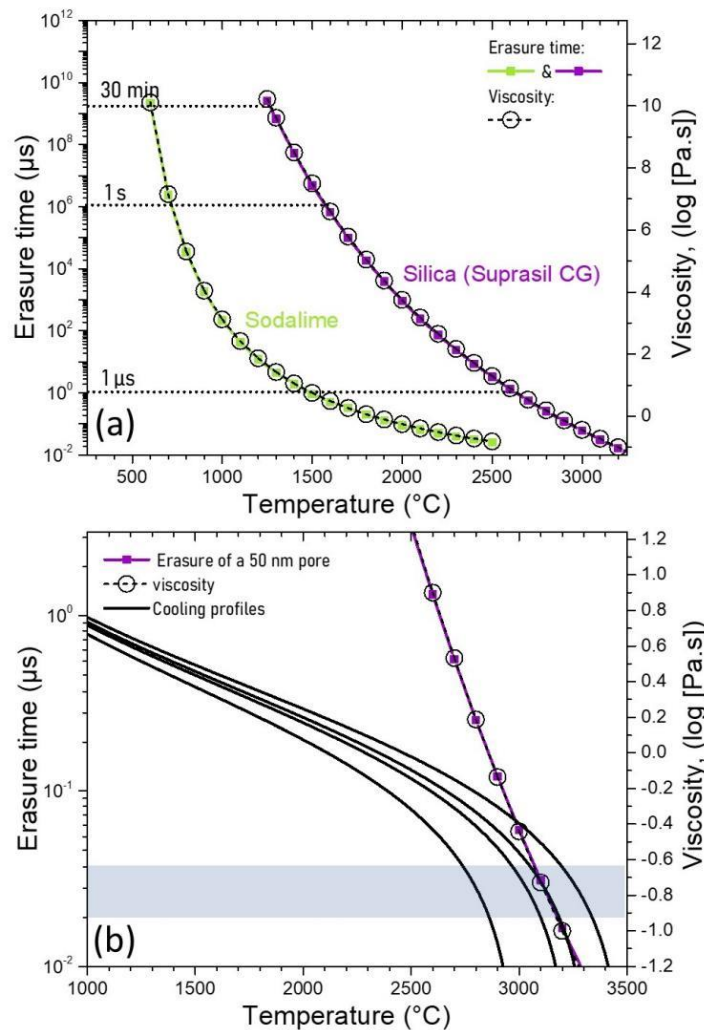 10¹²
10¹⁰
10⁸
10⁶
10⁴
10²
10⁰
10⁻²
Erasure time (µs)
30 min
1 s
1 µs
Erasure time:
&
Viscosity:
Silica (Suprasil CG)
Sodalime
(a)
12
10
8
6
4
2
0
Viscosity, (log [Pa.s])
500 1000 1500 2000 2500 3000
Temperature (°C)
10⁰
10⁻¹
10⁻²
Erasure time (µs)
Erasure of a 50 nm pore
viscosity
Cooling profiles
(b)
1.2
1.0
0.8
0.6
0.4
0.2
0.0
-0.2
-0.4
-0.6
-0.8
-1.0
-1.2
Viscosity, (log [Pa.s])
1000 1500 2000 2500 3000 3500
Temperature (°C)